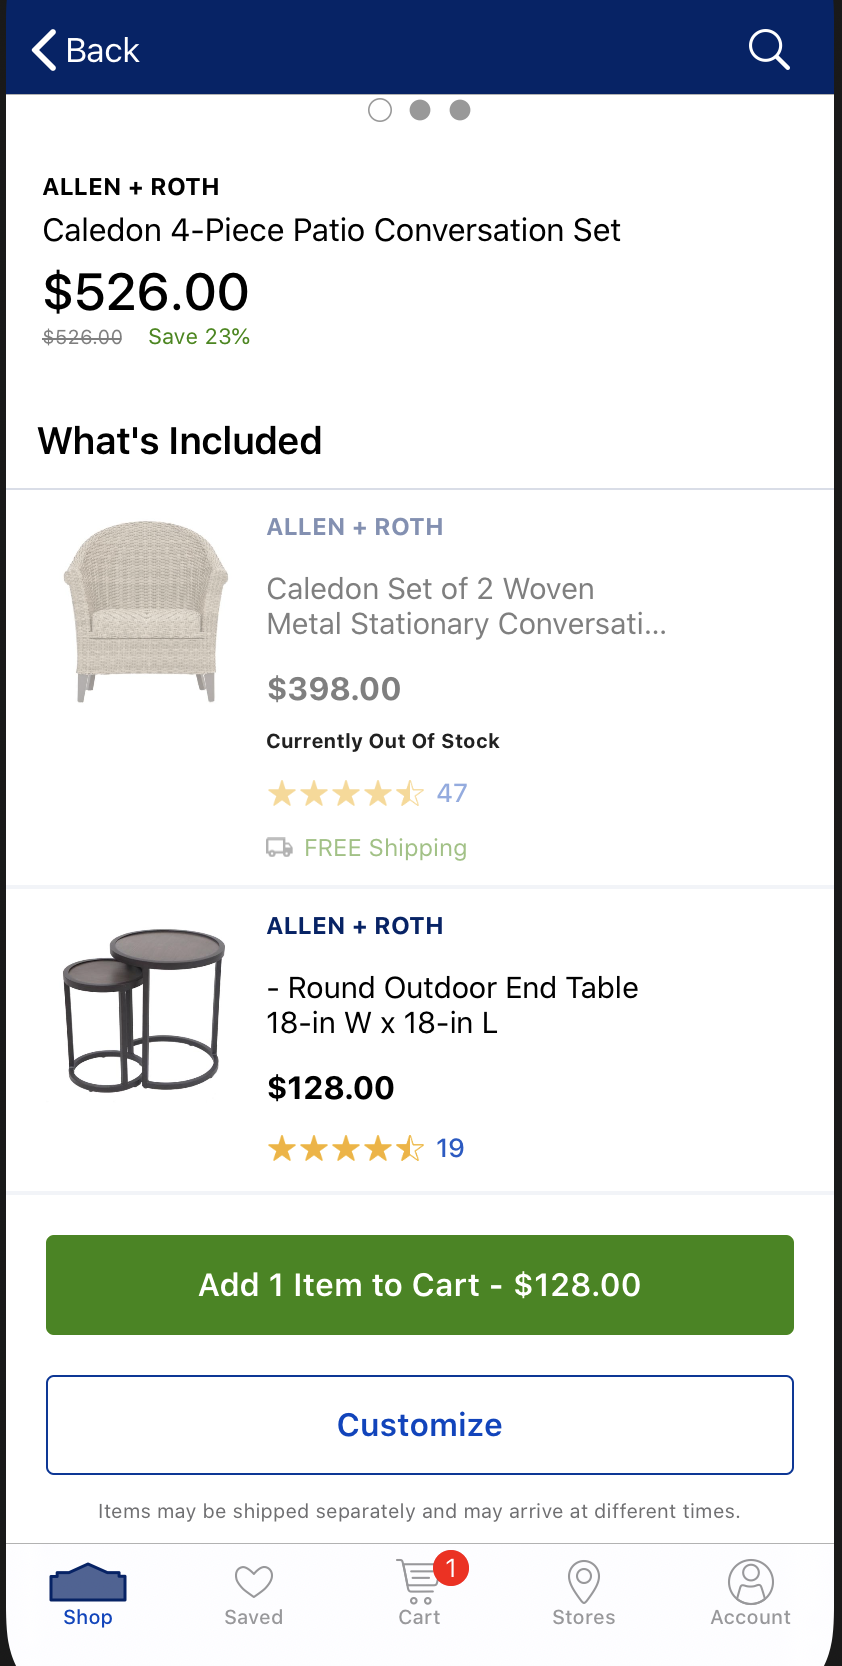 Back
ALLEN + ROTH
Caledon 4-Piece Patio Conversation Set
$526.00
$526.00 Save 23%
What's Included
ALLEN + ROTH
Caledon Set of 2 Woven
Metal Stationary Conversati...
$398.00
Currently Out Of Stock
47
FREE Shipping
ALLEN + ROTH
- Round Outdoor End Table
18-in W x 18-in L
$128.00
19
Add 1 Item to Cart - $128.00
Customize
Items may be shipped separately and may arrive at different times.
1
Shop Saved Cart Stores Account